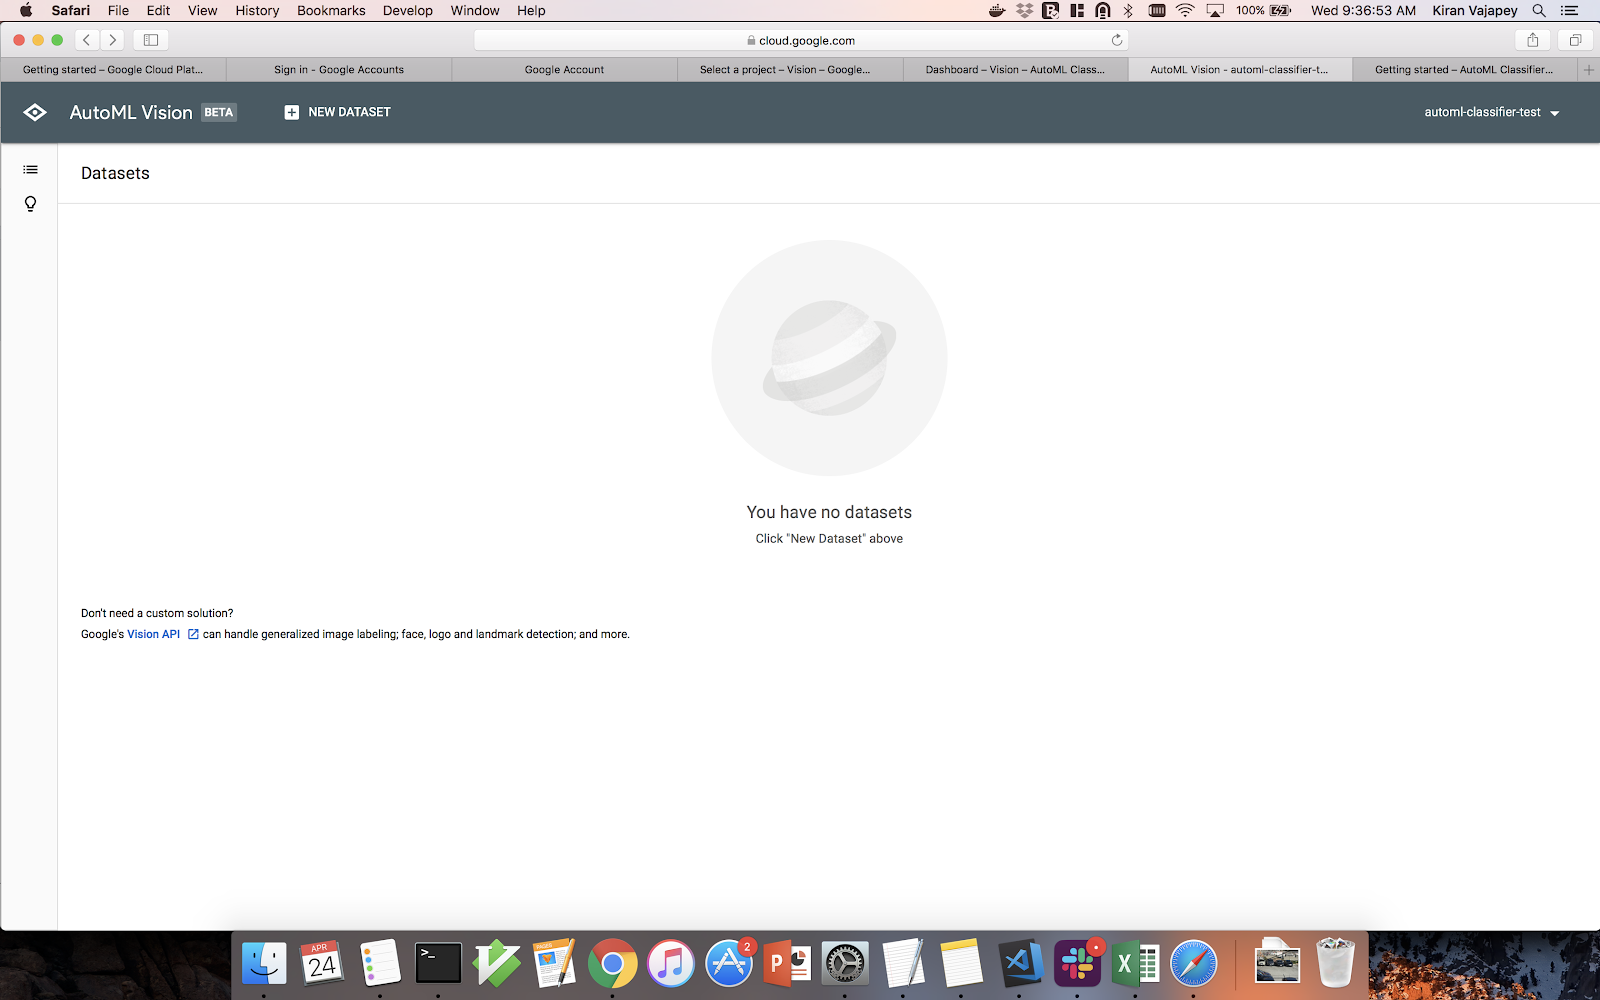 Safari File Edit View History Bookmarks Develop Window Help 100% Wed 9:36:53 AM Kiran Vajapey
cloud.google.com
Getting started – Google Cloud Plat... Sign in - Google Accounts Google Account Select a project – Vision – Google... Dashboard – Vision – AutoML Class... AutoML Vision - automl-classifier-t... Getting started – AutoML Classifier...
AutoML Vision BETA NEW DATASET automl-classifier-test
Datasets
You have no datasets
Click "New Dataset" above
Don't need a custom solution?
Google's Vision API can handle generalized image labeling; face, logo and landmark detection; and more.
APR
24
>_
PAGES
2
P
X